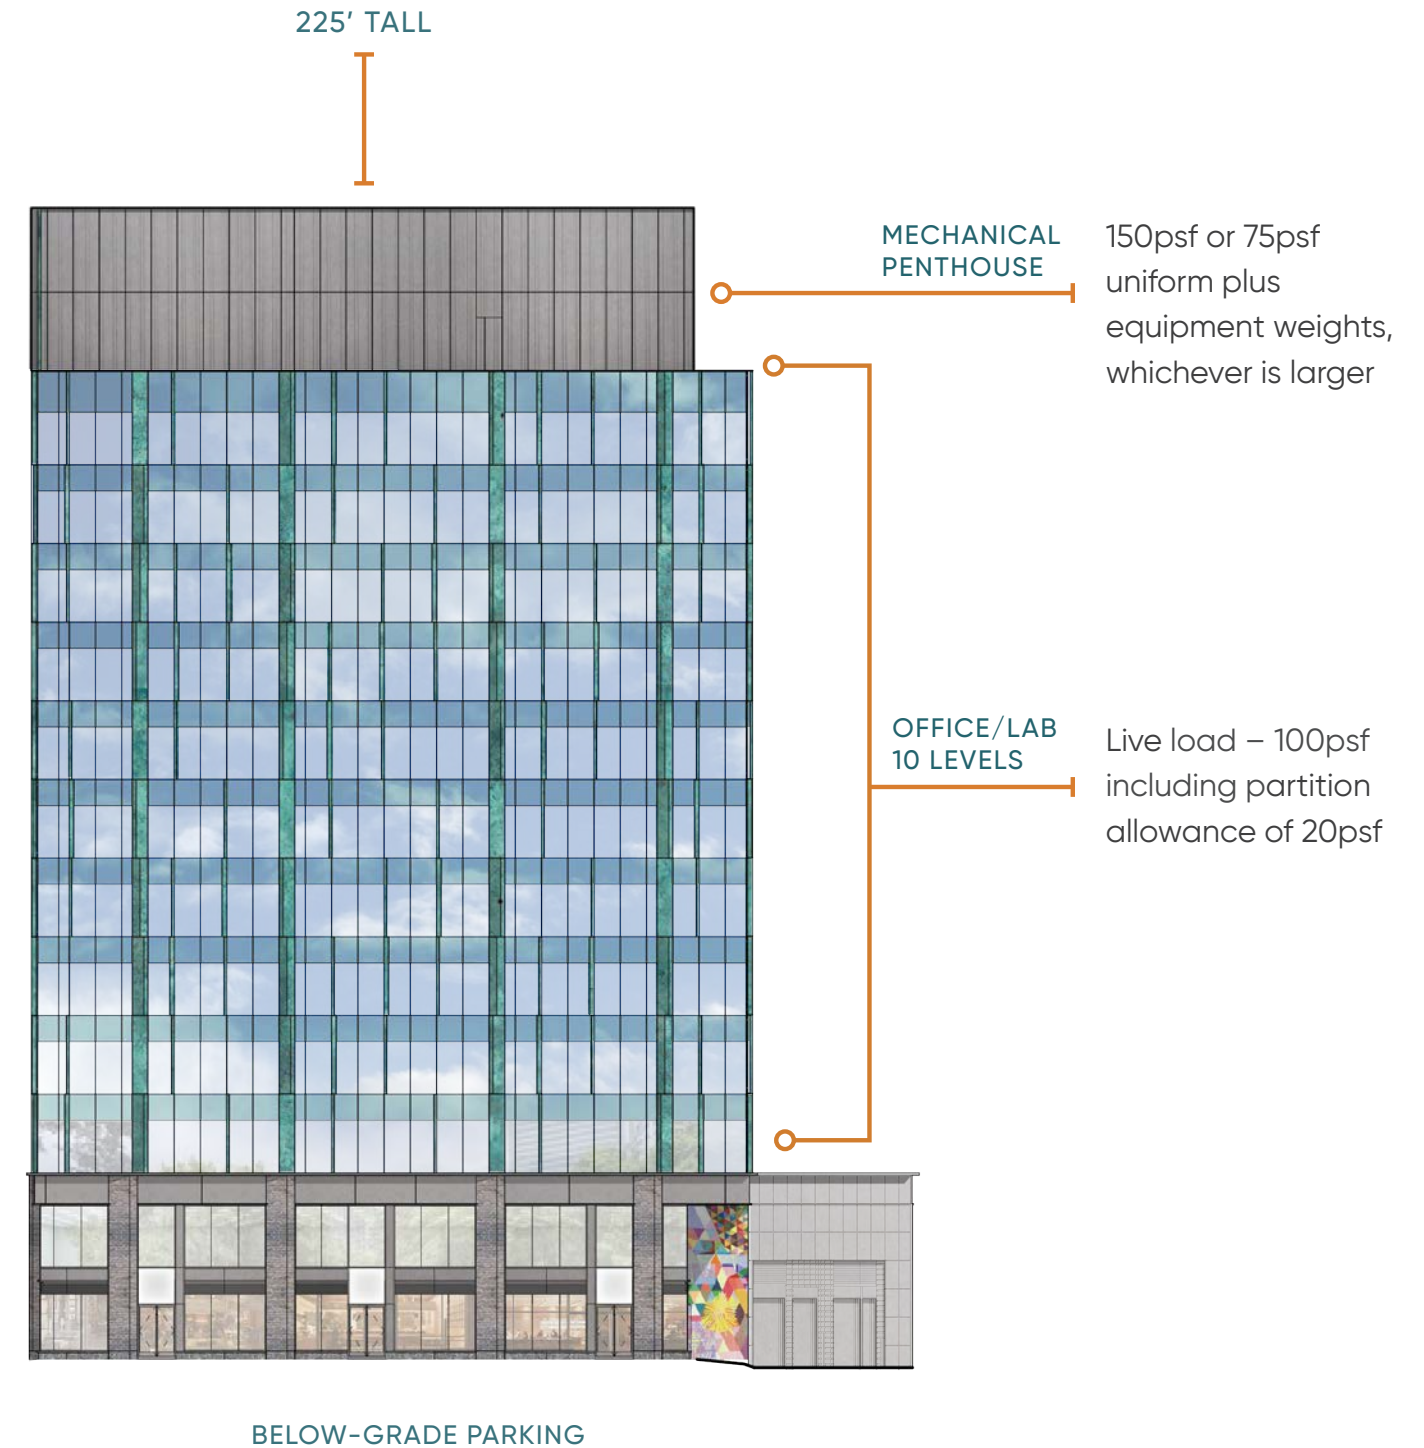 225' TALL
MECHANICAL
PENTHOUSE
150psf or 75psf
uniform plus
equipment weights,
whichever is larger
OFFICE/LAB
10 LEVELS
Live load – 100psf
including partition
allowance of 20psf
BELOW-GRADE PARKING